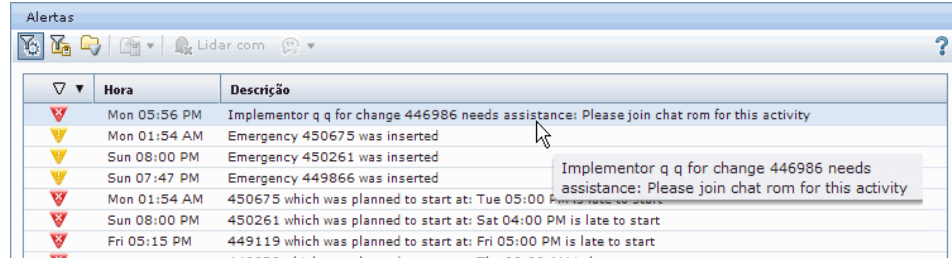 Alertas
Lidar com
Hora Descrição
Mon 05:56 PM Implementor q q for change 446986 needs assistance: Please join chat rom for this activity
Mon 01:54 AM Emergency 450675 was inserted
Sun 08:00 PM Emergency 450261 was inserted
Sun 07:47 PM Emergency 449866 was inserted
Implementor q q for change 446986 needs
assistance: Please join chat rom for this activity
Mon 01:54 AM 450675 which was planned to start at: Tue 05:00 PM is late to start
Sun 08:00 PM 450261 which was planned to start at: Sat 04:00 PM is late to start
Fri 05:15 PM 449119 which was planned to start at: Fri 05:00 PM is late to start